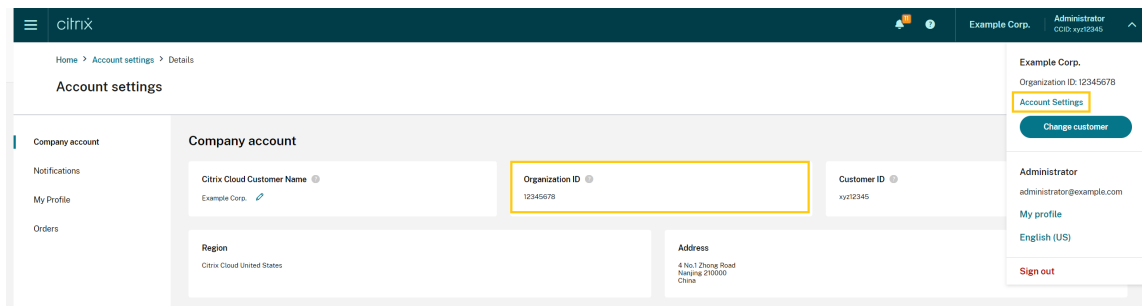 citrix
11
?
Example Corp.
Administrator
CCID: xyz12345
Home > Account settings > Details
Account settings
Example Corp.
Organization ID: 12345678
Account Settings
Change customer
Administrator
administrator@example.com
My profile
English (US)
Sign out
Company account
Notifications
My Profile
Orders
Company account
Citrix Cloud Customer Name ?
Example Corp.
Organization ID ?
12345678
Customer ID ?
xyz12345
Region
Citrix Cloud United States
Address
4 No.1 Zhong Road
Nanjing 210000
China